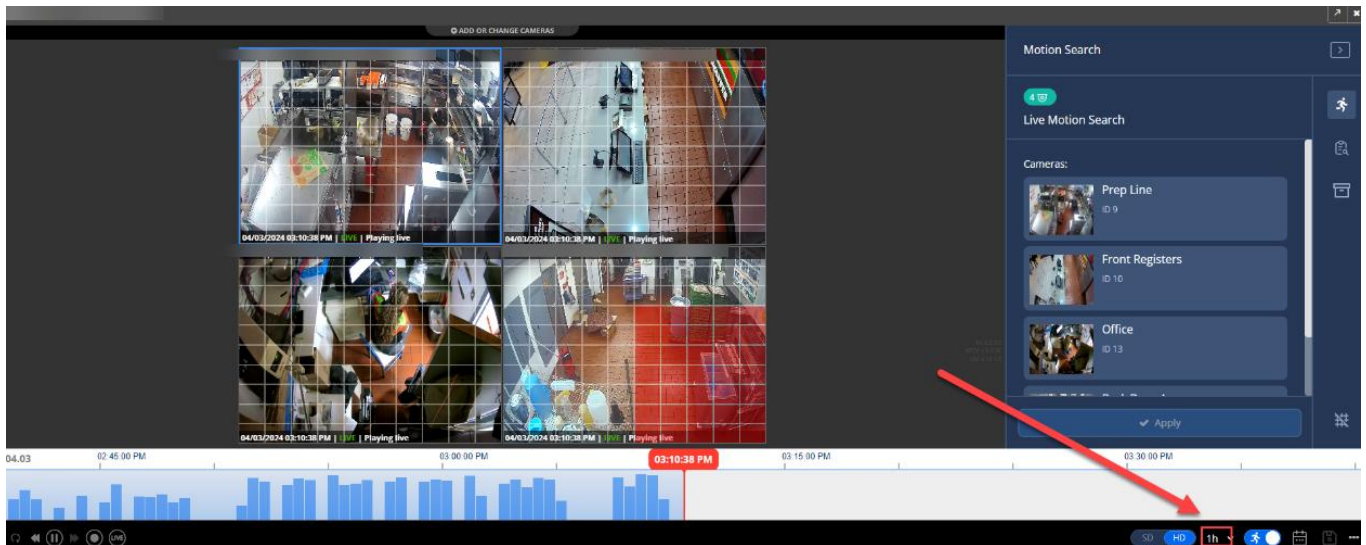 ADD OR CHANGE CAMERAS
Motion Search
4
Live Motion Search
Cameras:
Prep Line
ID 9
Front Registers
ID 10
Office
ID 13
Apply
04/03/2024 03:10:38 PM | LIVE | Playing live
04/03/2024 03:10:38 PM | LIVE | Playing live
04/03/2024 03:10:38 PM | LIVE | Playing live
04/03/2024 03:10:38 PM | LIVE | Playing live
04.03 02:45:00 PM 03:00:00 PM 03:10:38 PM 03:15:00 PM 03:30:00 PM
LIVE SD HD 1h